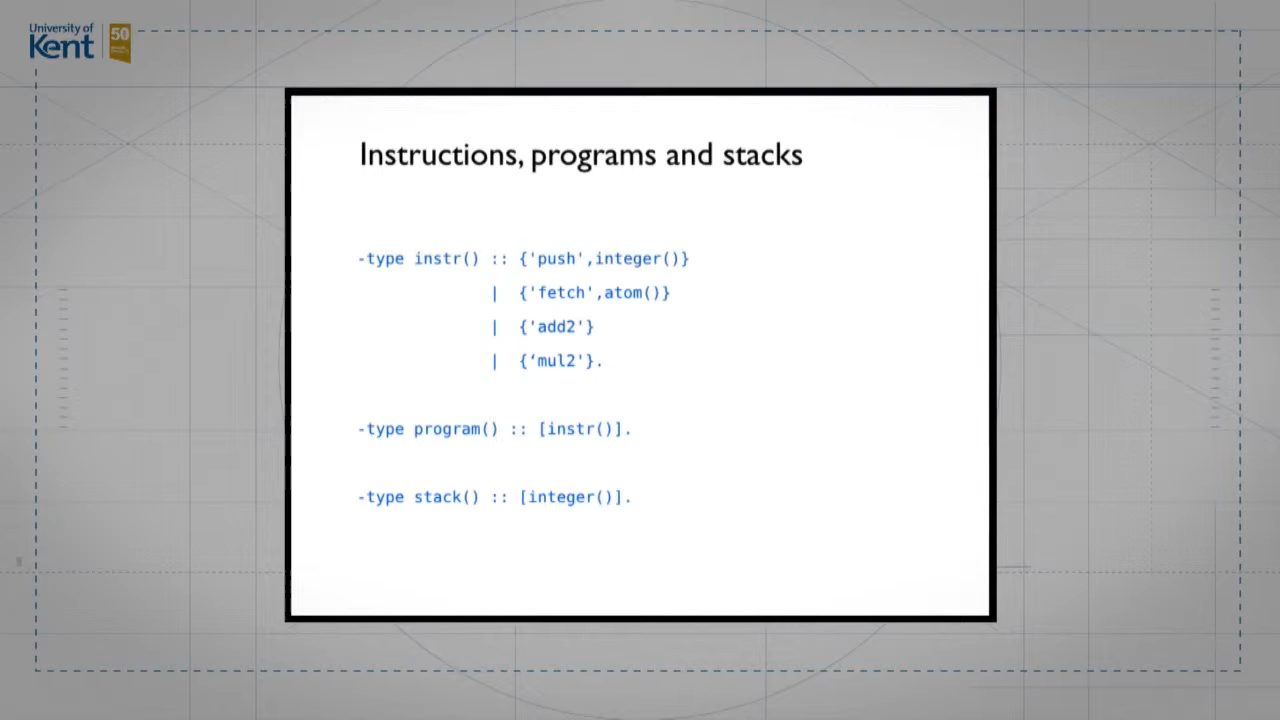 University of
Kent
50
Instructions, programs and stacks
-type instr() :: {'push',integer()}
| {'fetch',atom()}
| {'add2'}
| {‘mul2'}.
-type program() :: [instr()].
-type stack() :: [integer()].